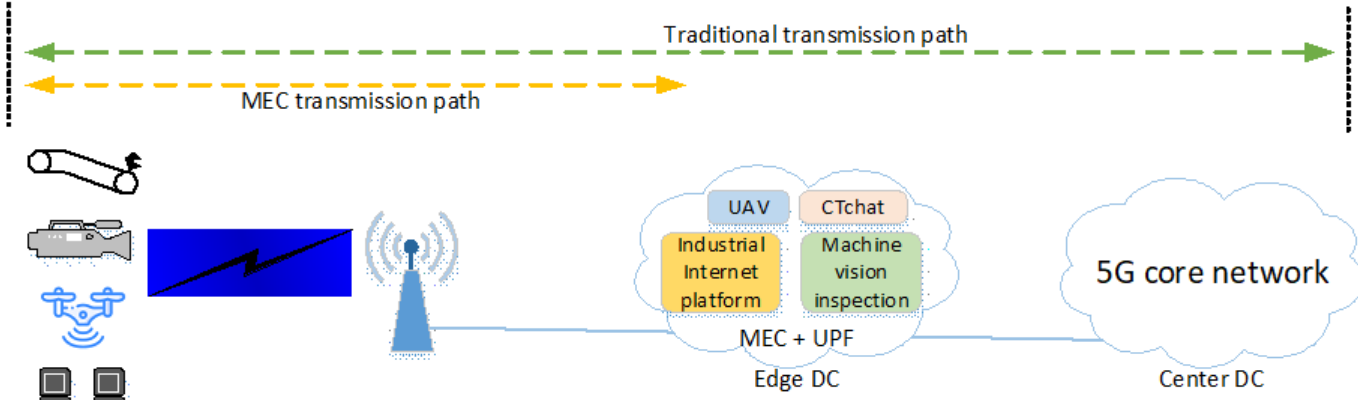 Traditional transmission path
MEC transmission path
UAV
CTchat
Industrial
Internet
platform
Machine
vision
inspection
MEC + UPF
Edge DC
5G core network
Center DC